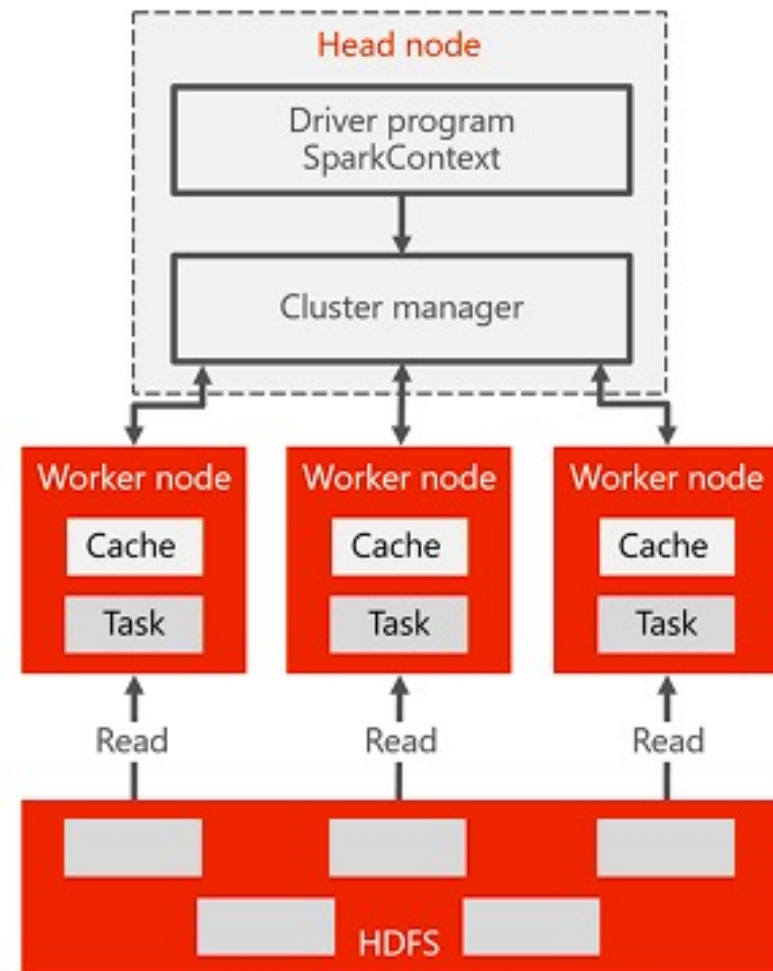 Head node
Driver program
SparkContext
Cluster manager
Worker node
Worker node
Worker node
Cache
Cache
Cache
Task
Task
Task
Read
Read
Read
HDFS